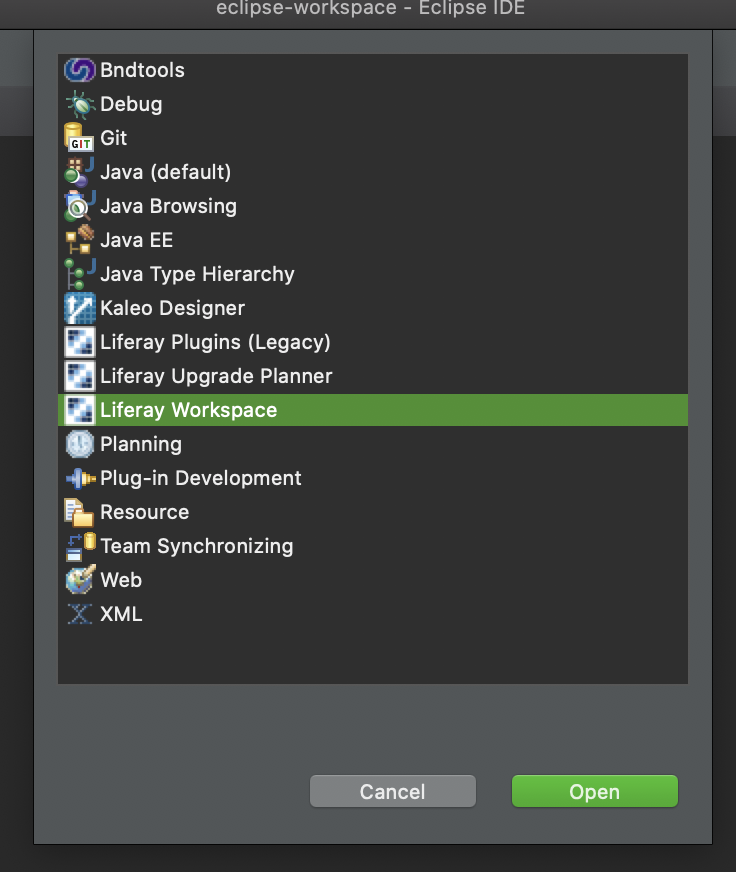 eclipse-workspace - Eclipse IDE
Bndtools
Debug
GIT Git
Java (default)
Java Browsing
Java EE
Java Type Hierarchy
Kaleo Designer
Liferay Plugins (Legacy)
Liferay Upgrade Planner
Liferay Workspace
Planning
Plug-in Development
Resource
Team Synchronizing
Web
XML
Cancel
Open